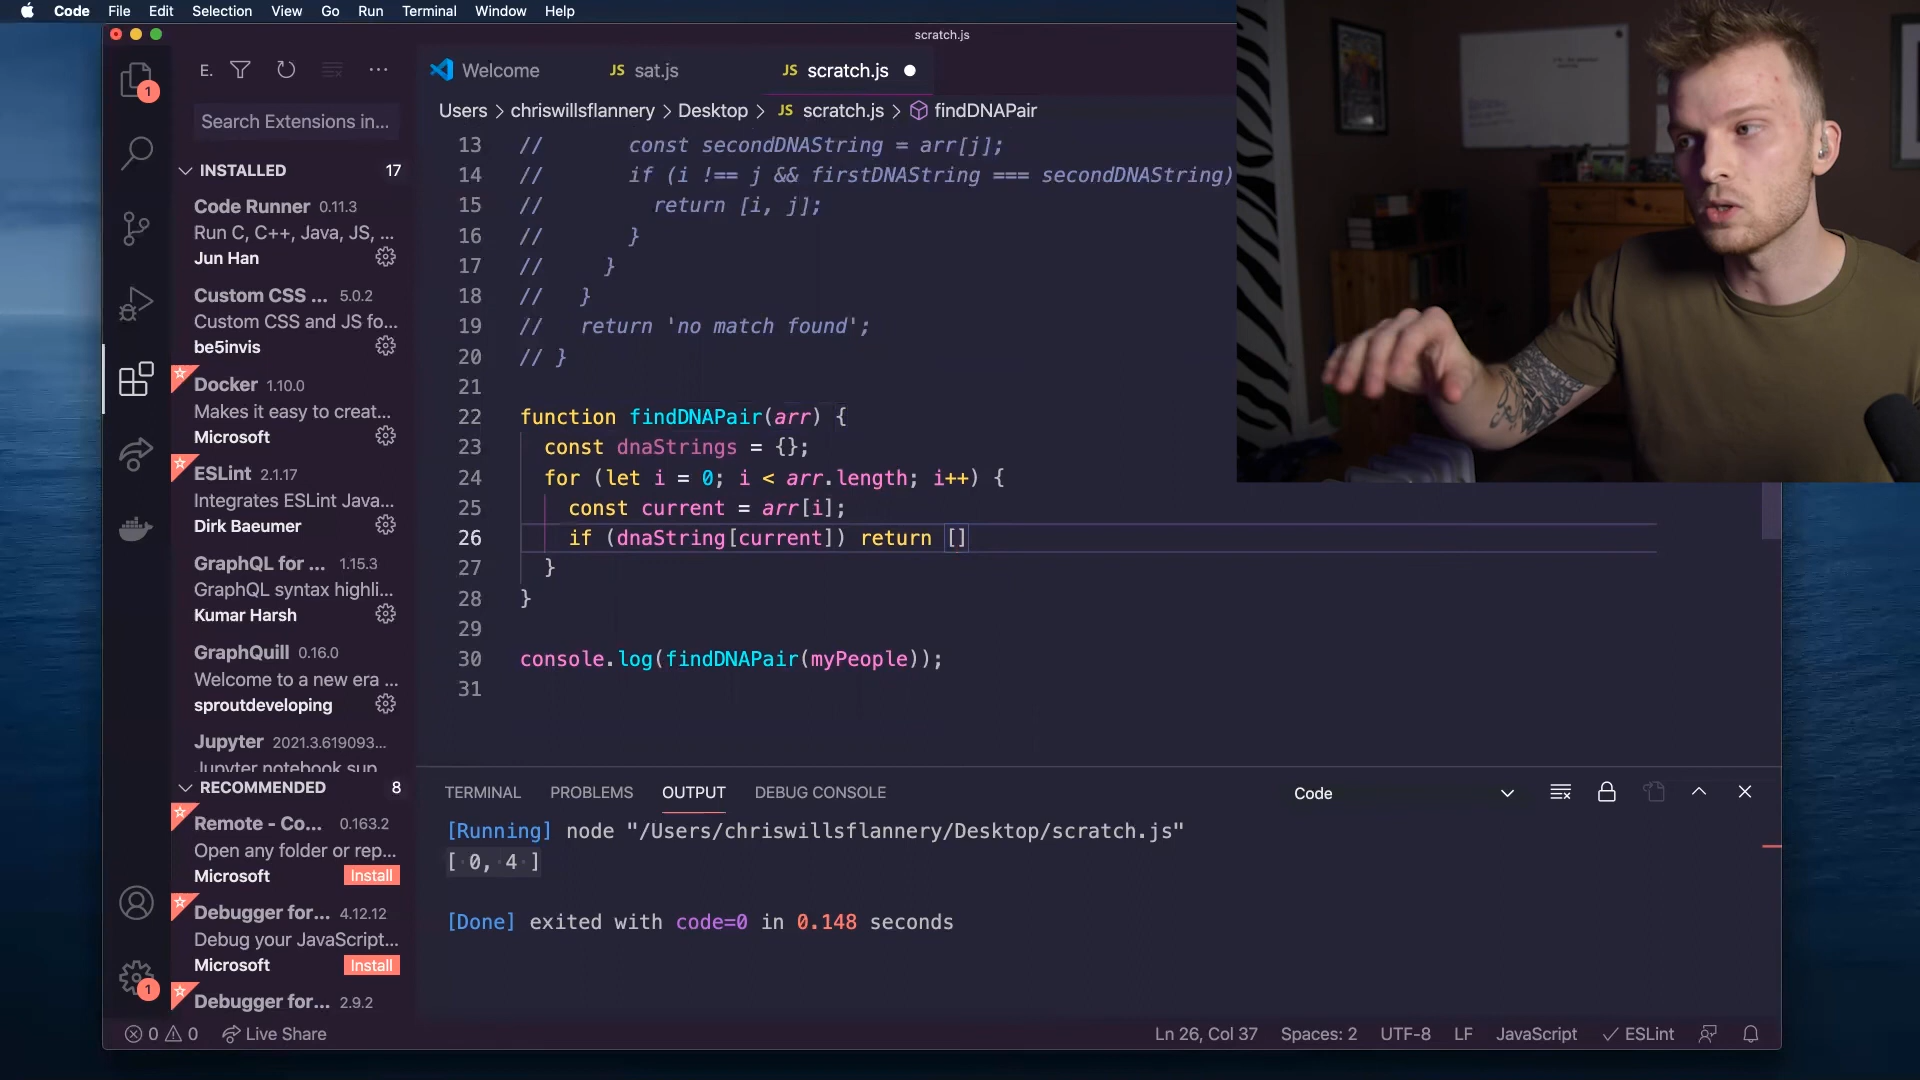 Code File Edit Selection View Go Run Terminal Window Help
scratch.js
E.
Welcome
JS sat.js
JS scratch.js
1
Users > chriswillsflannery > Desktop > JS scratch.js > findDNAPair
Search Extensions in...
INSTALLED 17
Code Runner 0.11.3
Run C, C++, Java, JS, ...
Jun Han
Custom CSS ... 5.0.2
Custom CSS and JS fo...
be5invis
Docker 1.10.0
Makes it easy to creat...
Microsoft
ESLint 2.1.17
Integrates ESLint Java...
Dirk Baeumer
GraphQL for ... 1.15.3
GraphQL syntax highli...
Kumar Harsh
GraphQuill 0.16.0
Welcome to a new era ...
sproutdeveloping
Jupyter 2021.3.619093...
Jupyter notebook sup
RECOMMENDED 8
Remote - Co... 0.163.2
Open any folder or rep...
Microsoft Install
Debugger for... 4.12.12
Debug your JavaScript...
Microsoft Install
Debugger for... 2.9.2
1
13 // const secondDNAString = arr[j];
14 // if (i !== j && firstDNAString === secondDNAString)
15 // return [i, j];
16 // }
17 // }
18 // }
19 // return 'no match found';
20 // }
21
22 function findDNAPair(arr) {
23 const dnaStrings = {};
24 for (let i = 0; i < arr.length; i++) {
25 const current = arr[i];
26 if (dnaString[current]) return []
27 }
28 }
29
30 console.log(findDNAPair(myPeople));
31
TERMINAL PROBLEMS OUTPUT DEBUG CONSOLE
Code
[Running] node "/Users/chriswillsflannery/Desktop/scratch.js"
[ 0, 4 ]
[Done] exited with code=0 in 0.148 seconds
0 0 Live Share
Ln 26, Col 37 Spaces: 2 UTF-8 LF JavaScript ESLint